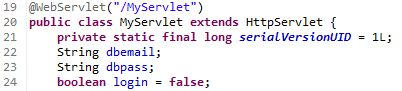 19 @WebServlet("/MyServlet")
20 public class MyServlet extends HttpServlet {
21     private static final long serialVersionUID = 1L;
22     String dbemail;
23     String dbpass;
24     boolean login = false;